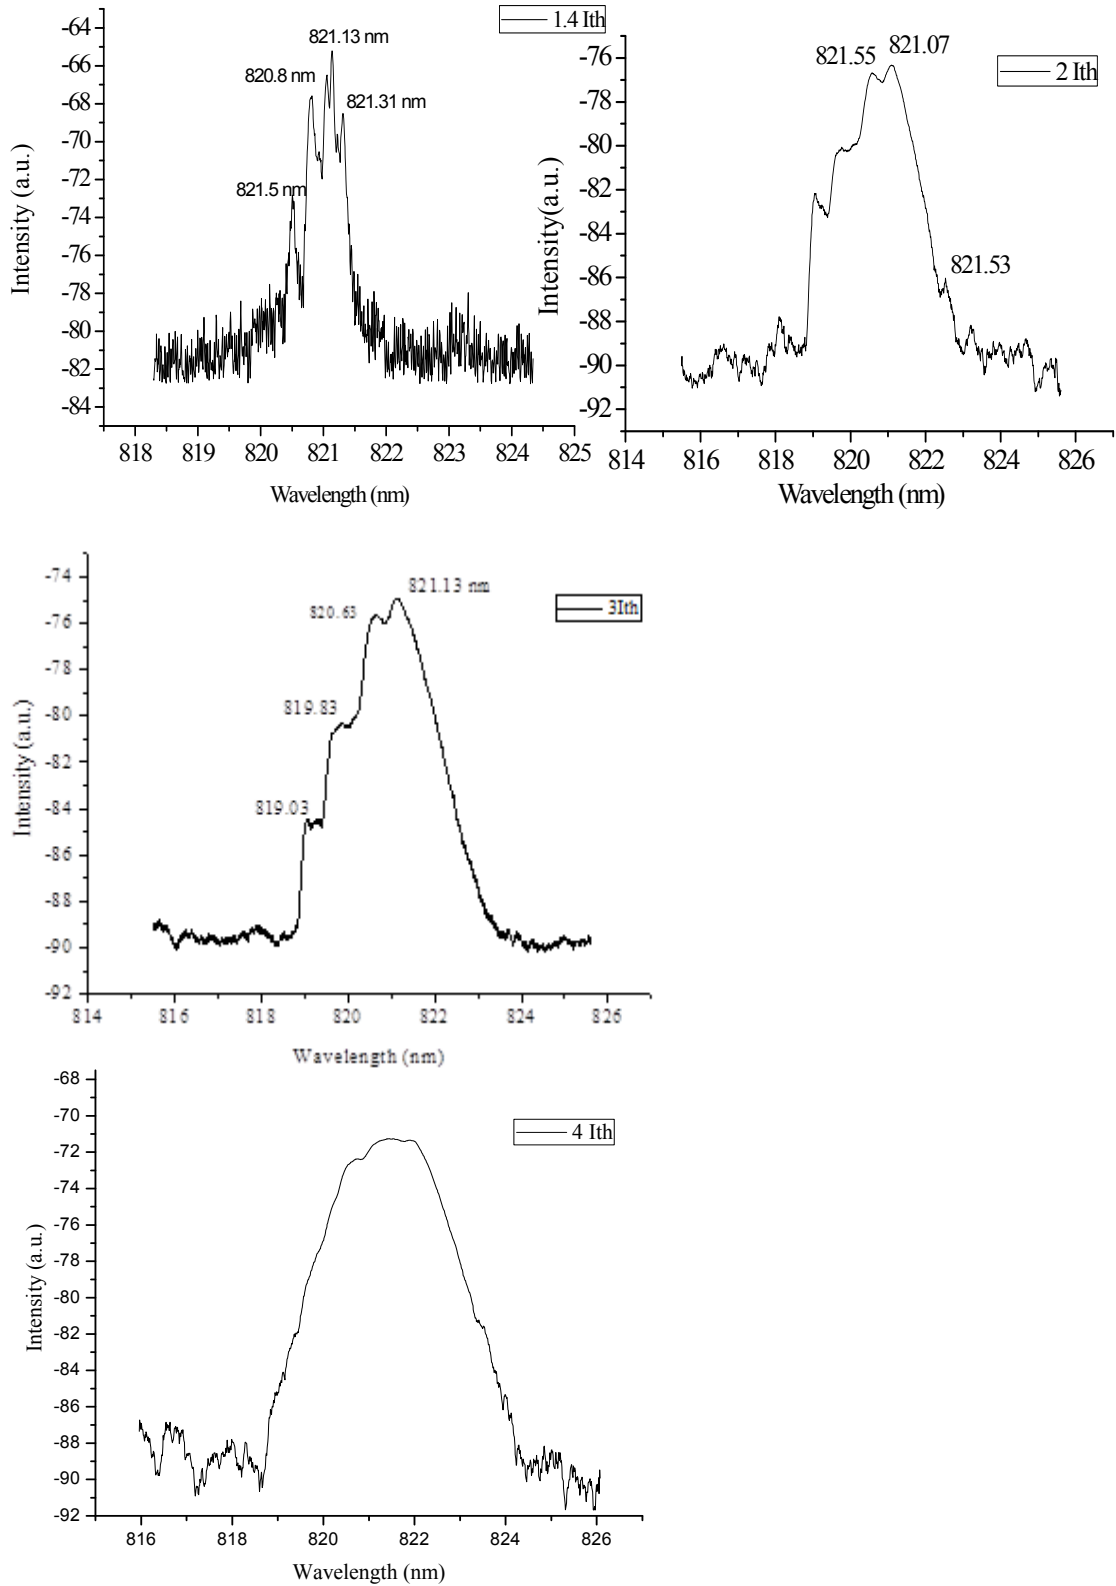 1.4 Ith
-64
-66
-68
-70
-72
-74
-76
-78
-80
-82
-84
821.13 nm
820.8 nm
821.31 nm
821.5 nm
Intensity (a.u.)
818 819 820 821 822 823 824 825
Wavelength (nm)
2 Ith
-76
-78
-80
-82
-84
-86
-88
-90
-92
821.55
821.07
821.53
Intensity(a.u.)
814 816 818 820 822 824 826
Wavelength (nm)
3Ith
-74
-76
-78
-80
-82
-84
-86
-88
-90
-92
821.13 nm
820.63
819.83
819.03
Intensity (a.u.)
814 816 818 820 822 824 826
Wavelength (nm)
4 Ith
-68
-70
-72
-74
-76
-78
-80
-82
-84
-86
-88
-90
-92
Intensity (a.u.)
816 818 820 822 824 826
Wavelength (nm)